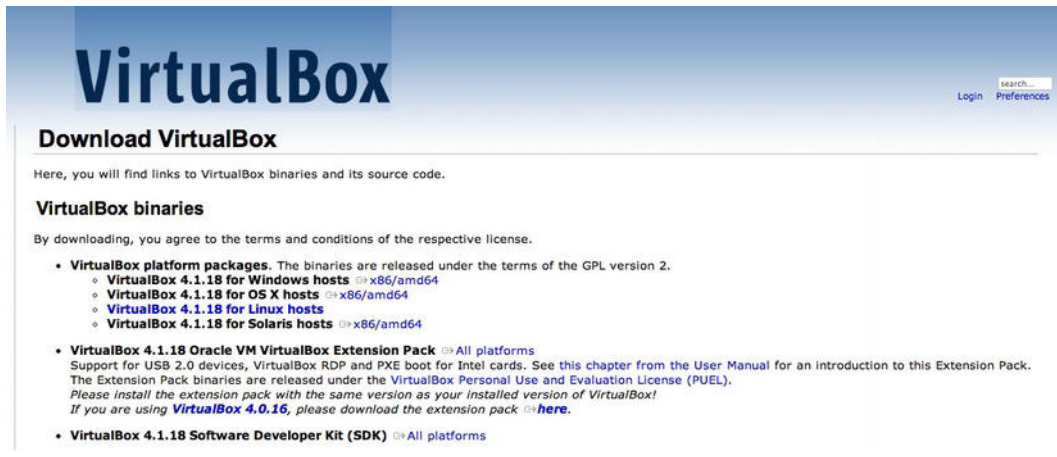 VirtualBox
search...
Login Preferences
Download VirtualBox
Here, you will find links to VirtualBox binaries and its source code.
VirtualBox binaries
By downloading, you agree to the terms and conditions of the respective license.
• VirtualBox platform packages. The binaries are released under the terms of the GPL version 2.
◦ VirtualBox 4.1.18 for Windows hosts x86/amd64
◦ VirtualBox 4.1.18 for OS X hosts x86/amd64
◦ VirtualBox 4.1.18 for Linux hosts
◦ VirtualBox 4.1.18 for Solaris hosts x86/amd64
• VirtualBox 4.1.18 Oracle VM VirtualBox Extension Pack All platforms
Support for USB 2.0 devices, VirtualBox RDP and PXE boot for Intel cards. See this chapter from the User Manual for an introduction to this Extension Pack.
The Extension Pack binaries are released under the VirtualBox Personal Use and Evaluation License (PUEL).
Please install the extension pack with the same version as your installed version of VirtualBox!
If you are using VirtualBox 4.0.16, please download the extension pack here.
• VirtualBox 4.1.18 Software Developer Kit (SDK) All platforms